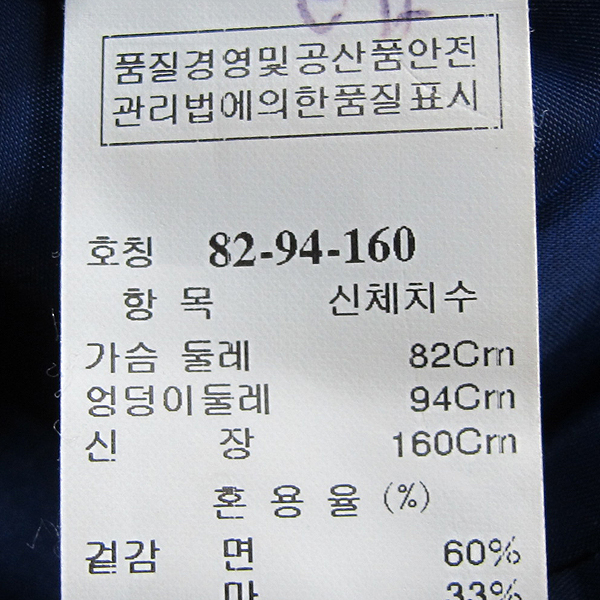 품질경영및공산품안전
관리법에의한품질표시
호칭 82-94-160
항 목 신체치수
가슴 둘레 82Cm
엉덩이둘레 94Cm
신 장 160Cm
혼 용 율 (%)
겉감 면 60%
마 33%